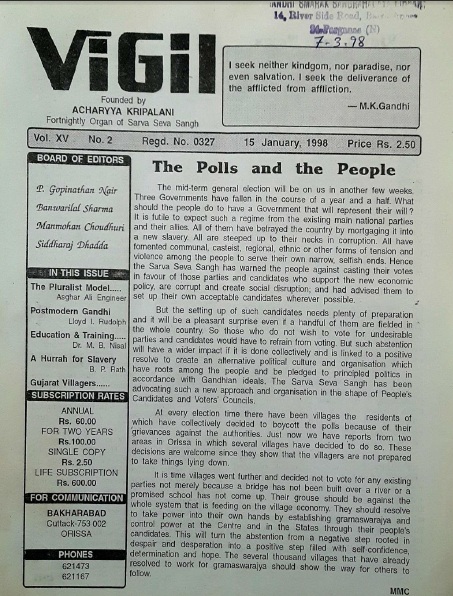 14, River Side Road,
24-Parganas (N)
7-3-98
ViGil
Founded by
ACHARYYA KRIPALANI
Fortnightly Organ of Sarva Seva Sangh
I seek neither kindgom, nor paradise, nor
even salvation. I seek the deliverance of
the afflicted from affliction.
— M.K.Gandhi
Vol. XV No. 2 Regd. No. 0327 15 January, 1998 Price Rs. 2.50
BOARD OF EDITORS
P. Gopinathan Nair
Banwarilal Sharma
Manmohan Choudhuri
Siddharaj Dhadda
IN THIS ISSUE
The Pluralist Model.....
Asghar Ali Engineer
Postmodern Gandhi
Lloyd I. Rudolph
Education & Training.....
Dr. M. B. Nisal
A Hurrah for Slavery
B. P. Rath
Gujarat Villages......
SUBSCRIPTION RATES
ANNUAL
Rs. 60.00
FOR TWO YEARS
Rs.100.00
SINGLE COPY
Rs. 2.50
LIFE SUBSCRIPTION
Rs. 600.00
FOR COMMUNICATION
BAKHARABAD
Cuttack-753 002
ORISSA
PHONES
621473
621167
The Polls and the People
The mid-term general election will be on us in another few weeks.
Three Governments have fallen in the course of a year and a half. What
should the people do to have a Government that will represent their will?
It is futile to expect such a regime from the existing main national parties
and their allies. All of them have betrayed the country by mortgaging it into
a new slavery. All are steeped up to their necks in corruption. All have
fomented communal, casteist, regional, ethnic or other forms of tension and
violence among the people to serve their own narrow, selfish ends. Hence
the Sarva Seva Sangh has warned the people against casting their votes
in favour of those parties and candidates who support the new economic
policy, are corrupt and create social disruption; and had advised them to
set up their own acceptable candidates wherever possible.
But the setting up of such candidates needs plenty of preparation
and it will be a pleasant surprise even if a handful of them are fielded in
the whole country. So those who do not wish to vote for undesirable
parties and candidates would have to refrain from voting. But such abstention
will have a wider impact if it is done collectively and is linked to a positive
resolve to create an alternative political culture and organisation which
have roots among the people and be pledged to principled politics in
accordance with Gandhian ideals. The Sarva Seva Sangh has been
advocating such a new approach and organisation in the shape of People's
Candidates and Voters' Councils.
At every election time there have been villages the residents of
which have collectively decided to boycott the polls because of their
grievances against the authorities. Just now we have reports from two
areas in Orissa in which several villages have decided to do so. These
decisions are welcome since they show that the villagers are not prepared
to take things lying down.
It is time villages went further and decided not to vote for any existing
parties not merely because a bridge has not been built over a river or a
promised school has not come up. Their grouse should be against the
whole system that is feeding on the village economy. They should resolve
to take power into their own hands by establishing gramaswarajya and
control power at the Centre and in the States through their people's
candidates. This will turn the abstention from a negative step rooted in
despair and desperation into a positive step filled with self-confidence,
determination and hope. The several thousand villages that have already
resolved to work for gramaswarajya should show the way for others to
follow.
MMC